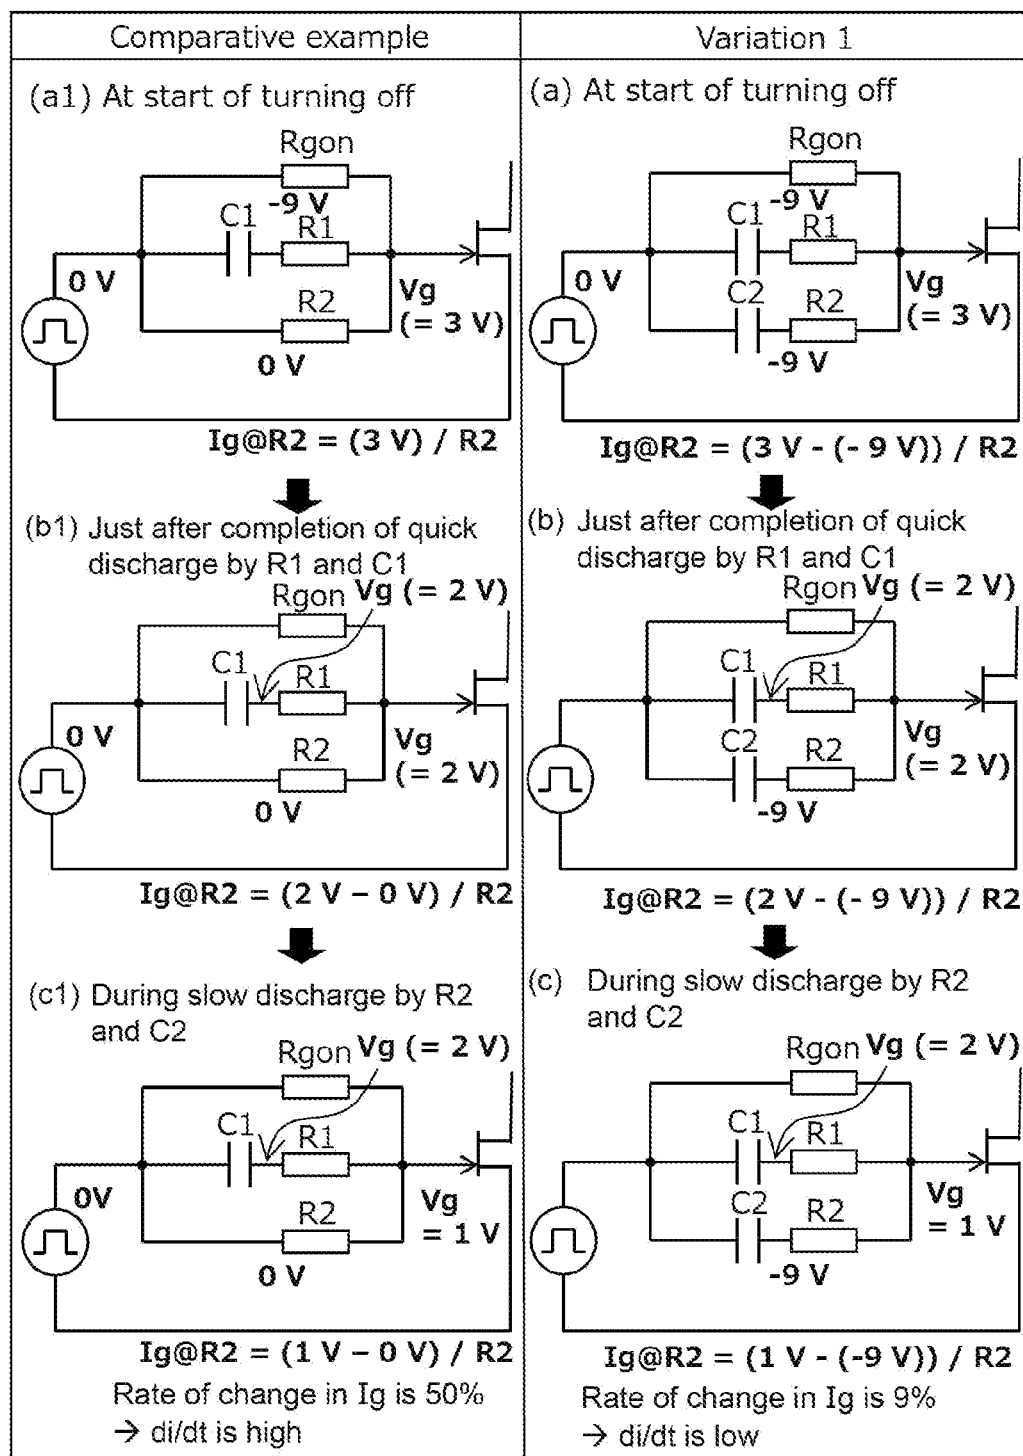 Comparative example
(a1) At start of turning off
Rgon
-9 V
C1
R1
0 V
Vg
(= 3 V)
R2
0 V
Ig@R2 = (3 V) / R2
(b1) Just after completion of quick
discharge by R1 and C1
Rgon
Vg (= 2 V)
C1
R1
0 V
Vg
(= 2 V)
R2
0 V
Ig@R2 = (2 V – 0 V) / R2
(c1) During slow discharge by R2
and C2
Rgon
Vg (= 2 V)
C1
R1
0V
Vg
= 1 V
R2
0 V
Ig@R2 = (1 V – 0 V) / R2
Rate of change in Ig is 50%
→ di/dt is high
Variation 1
(a) At start of turning off
Rgon
-9 V
C1
R1
0 V
Vg
(= 3 V)
C2
R2
-9 V
Ig@R2 = (3 V - (- 9 V)) / R2
(b) Just after completion of quick
discharge by R1 and C1
Rgon
Vg (= 2 V)
C1
R1
Vg
(= 2 V)
C2
R2
-9 V
Ig@R2 = (2 V - (- 9 V)) / R2
(c) During slow discharge by R2
and C2
Rgon
Vg (= 2 V)
C1
R1
Vg
= 1 V
C2
R2
-9 V
Ig@R2 = (1 V - (-9 V)) / R2
Rate of change in Ig is 9%
→ di/dt is low